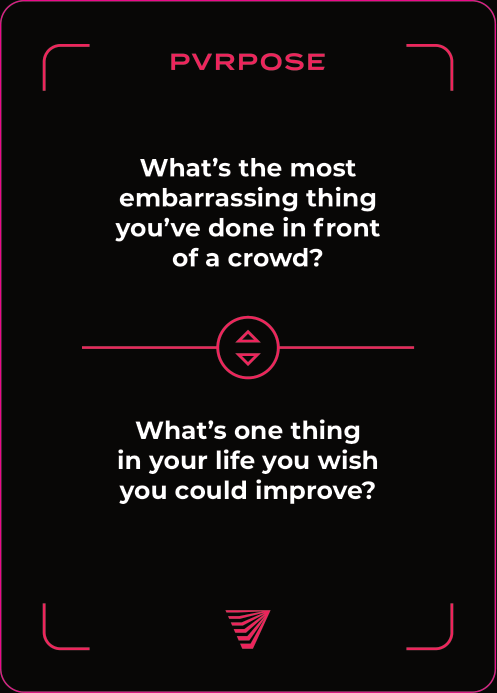 PVRPOSE
What’s the most
embarrassing thing
you’ve done in front
of a crowd?
What’s one thing
in your life you wish
you could improve?